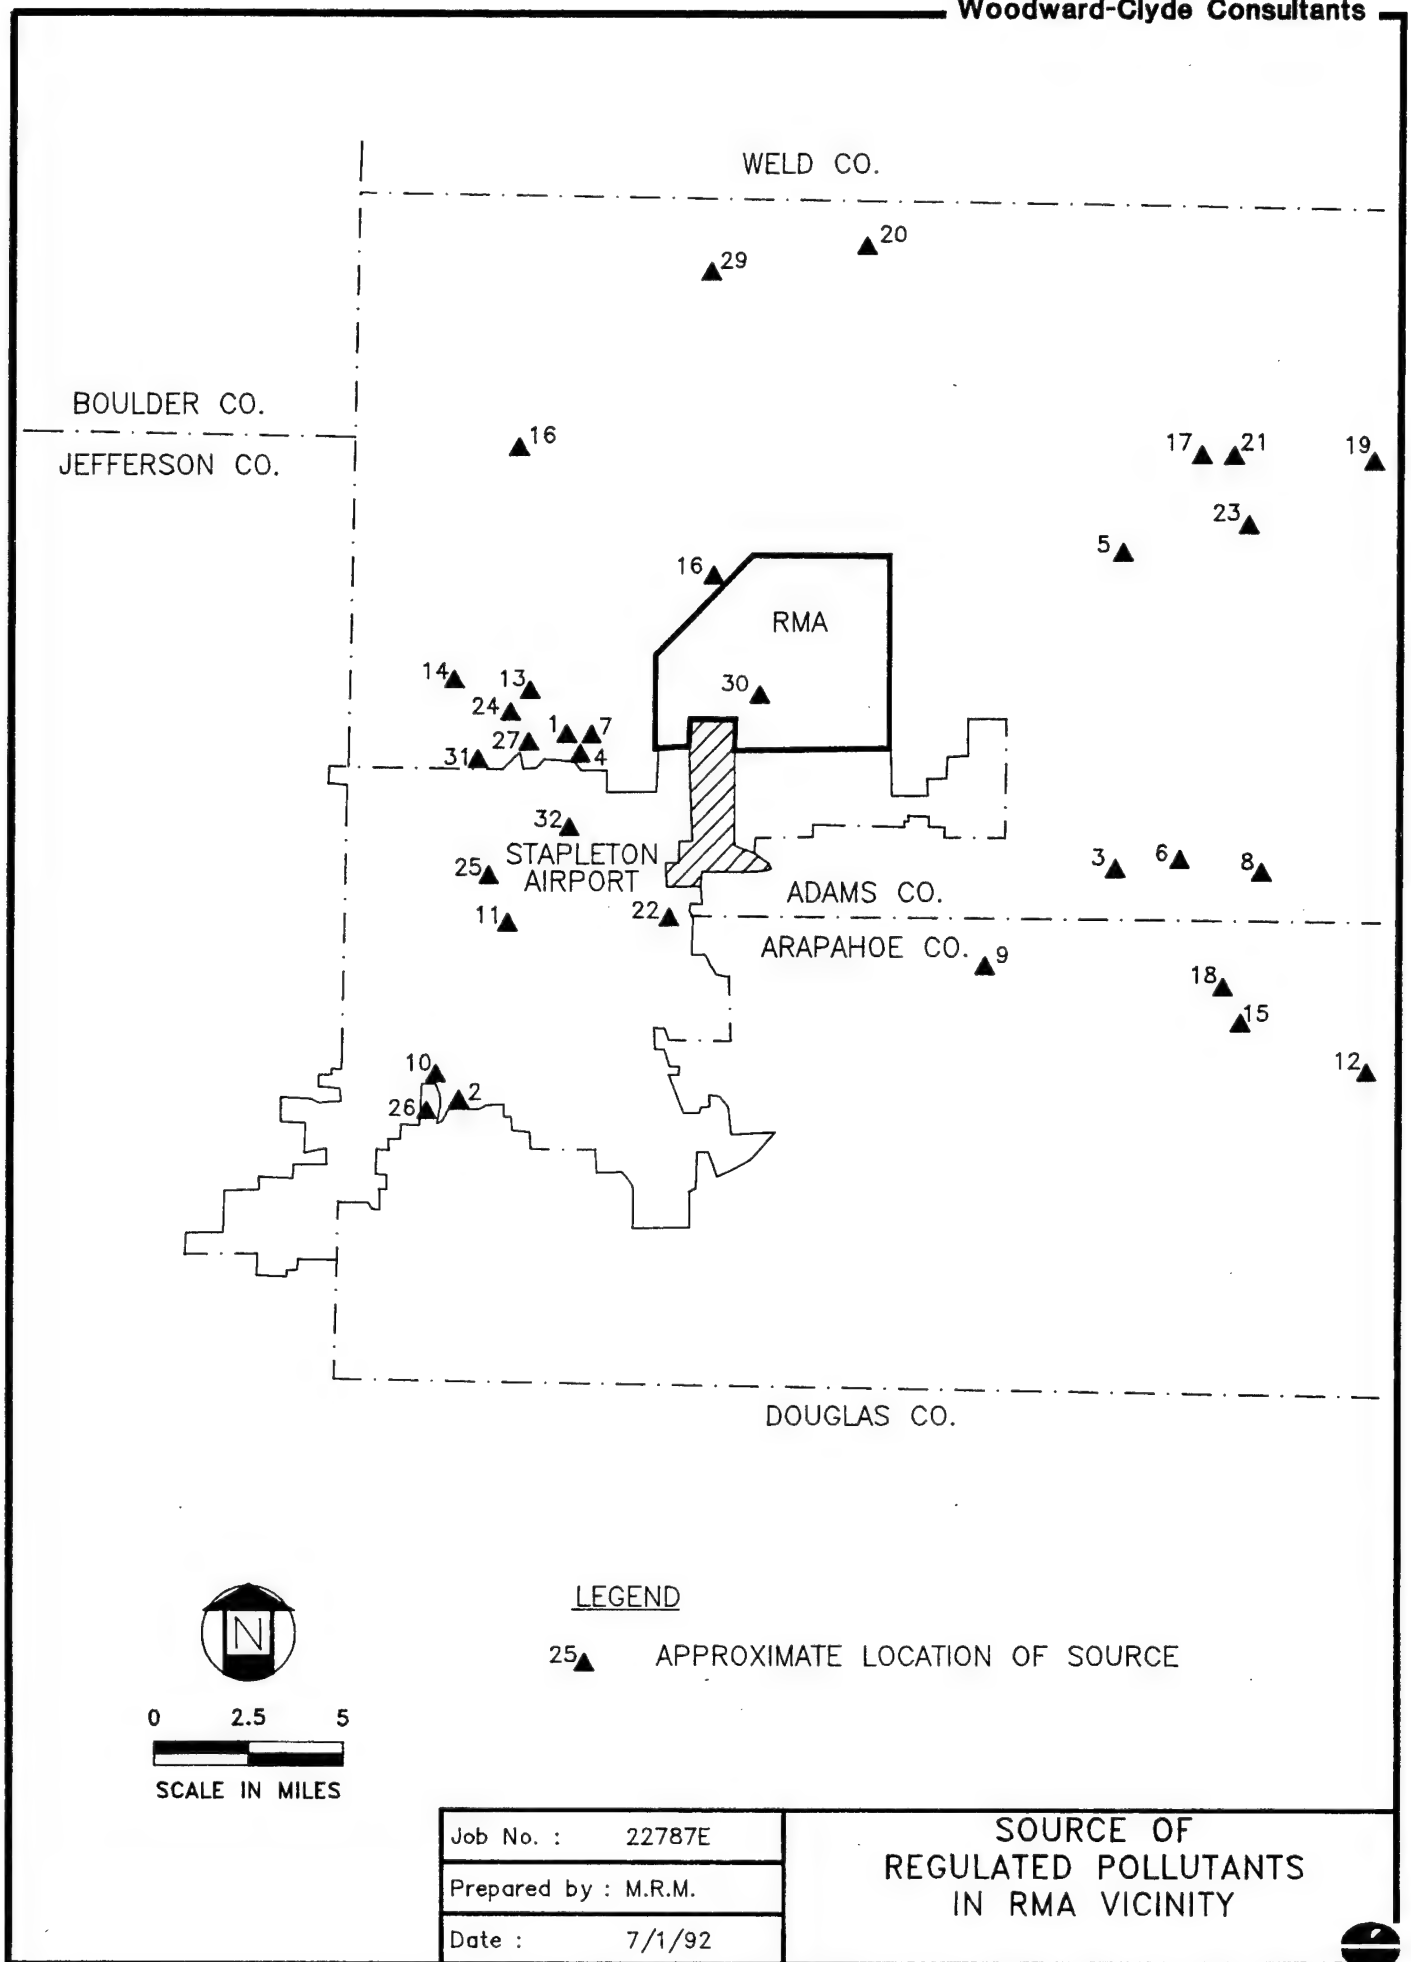 Woodward-Clyde Consultants
WELD CO.
20
29
BOULDER CO.
JEFFERSON CO.
16
17
21
19
23
5
16
RMA
14
13
30
24
1
7
27
4
31
32
STAPLETON
AIRPORT
25
3
6
8
ADAMS CO.
11
22
ARAPAHOE CO.
9
18
15
10
12
2
26
DOUGLAS CO.
N
LEGEND
25
APPROXIMATE LOCATION OF SOURCE
0 2.5 5
SCALE IN MILES
Job No. : 22787E
Prepared by : M.R.M.
Date : 7/1/92
SOURCE OF
REGULATED POLLUTANTS
IN RMA VICINITY